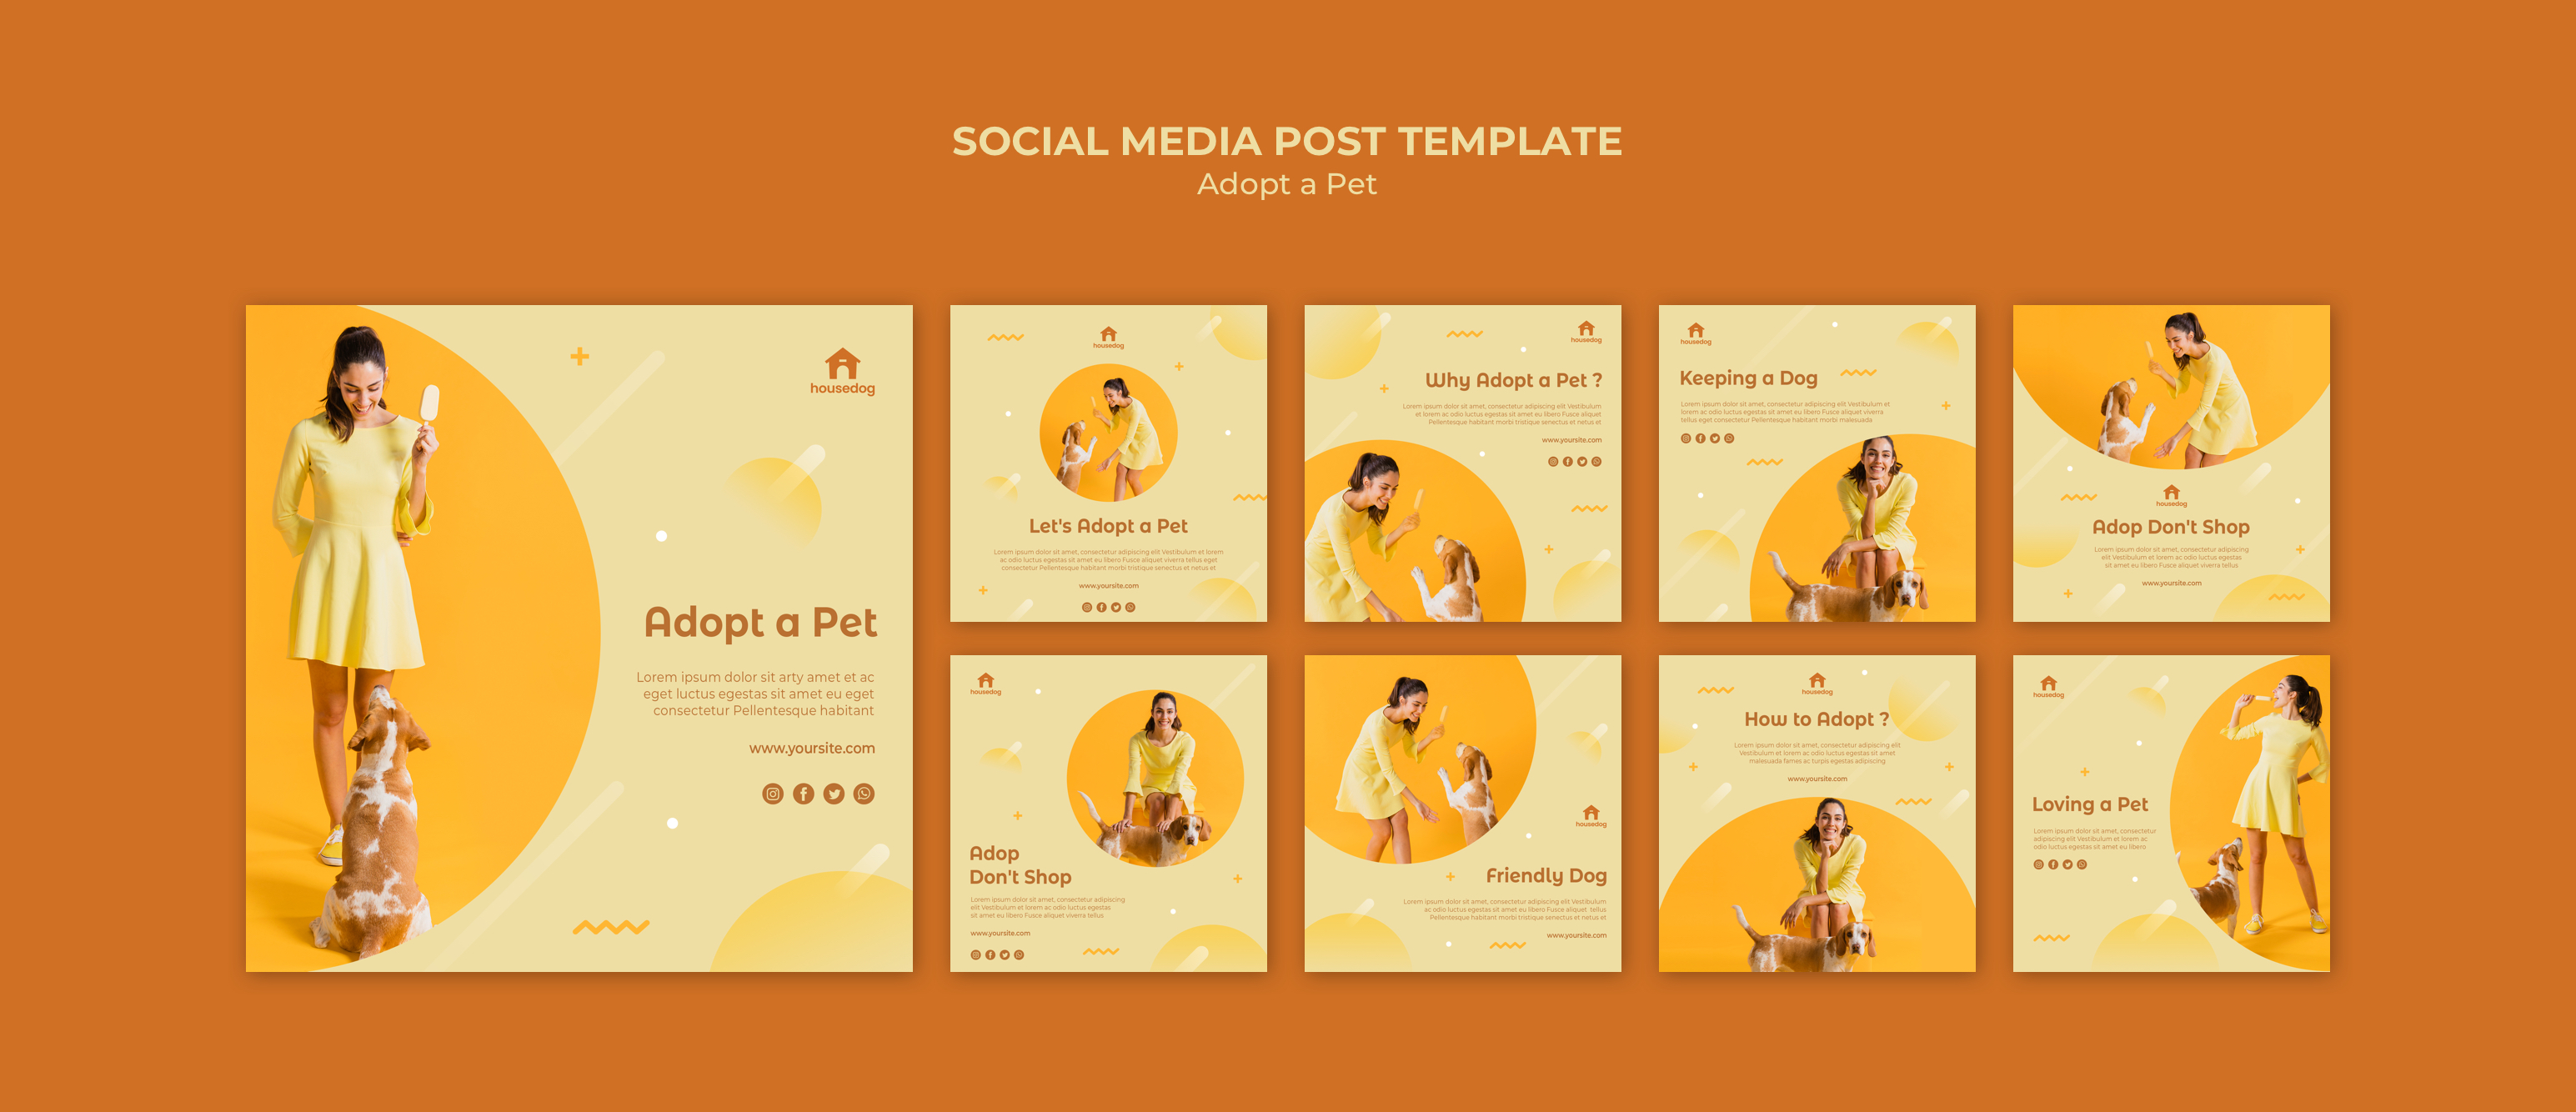 SOCIAL MEDIA POST TEMPLATE
Adopt a Pet
housedog
Adopt a Pet
Lorem ipsum dolor sit arty amet et ac
eget luctus egestas sit amet eu eget
consectetur Pellentesque habitant
www.yoursite.com
housedog
Let's Adopt a Pet
Lorem ipsum dolor sit amet, consectetur adipiscing elit Vestibulum et lorem
ac odio luctus egestas sit amet eu libero Fusce aliquet viverra tellus eget
consectetur Pellentesque habitant morbi tristique senectus et netus et
www.yoursite.com
housedog
Why Adopt a Pet ?
Lorem ipsum dolor sit amet, consectetur adipiscing elit Vestibulum
et lorem ac odio luctus egestas sit amet eu libero Fusce aliquet
Pellentesque habitant morbi tristique senectus et netus et
www.yoursite.com
housedog
Keeping a Dog
Lorem ipsum dolor sit amet, consectetur adipiscing elit Vestibulum et
lorem ac odio luctus egestas sit amet eu libero Fusce aliquet viverra
tellus eget consectetur Pellentesque habitant morbi malesuada
housedog
Adop Don't Shop
Lorem ipsum dolor sit amet, consectetur adipiscing
elit Vestibulum et lorem ac odio luctus egestas
sit amet eu libero Fusce aliquet viverra tellus
www.yoursite.com
housedog
Adop
Don't Shop
Lorem ipsum dolor sit amet, consectetur adipiscing
elit Vestibulum et lorem ac odio luctus egestas
sit amet eu libero Fusce aliquet viverra tellus
www.yoursite.com
housedog
Friendly Dog
Lorem ipsum dolor sit amet, consectetur adipiscing elit Vestibulum et lorem
ac odio luctus egestas sit amet eu libero Fusce aliquet tellus
Pellentesque habitant morbi tristique senectus et netus et
www.yoursite.com
housedog
How to Adopt ?
Lorem ipsum dolor sit amet, consectetur adipiscing elit
Vestibulum et lorem ac odio luctus egestas sit amet
malesuada fames ac turpis egestas adipiscing
www.yoursite.com
housedog
Loving a Pet
Lorem ipsum dolor sit amet, consectetur
adipiscing elit Vestibulum et lorem ac
odio luctus egestas sit amet eu libero